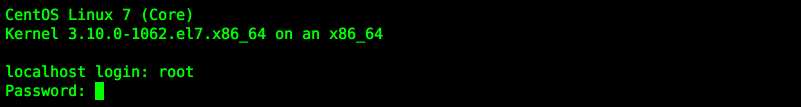 CentOS Linux 7 (Core)
Kernel 3.10.0-1062.el7.x86_64 on an x86_64
localhost login: root
Password: